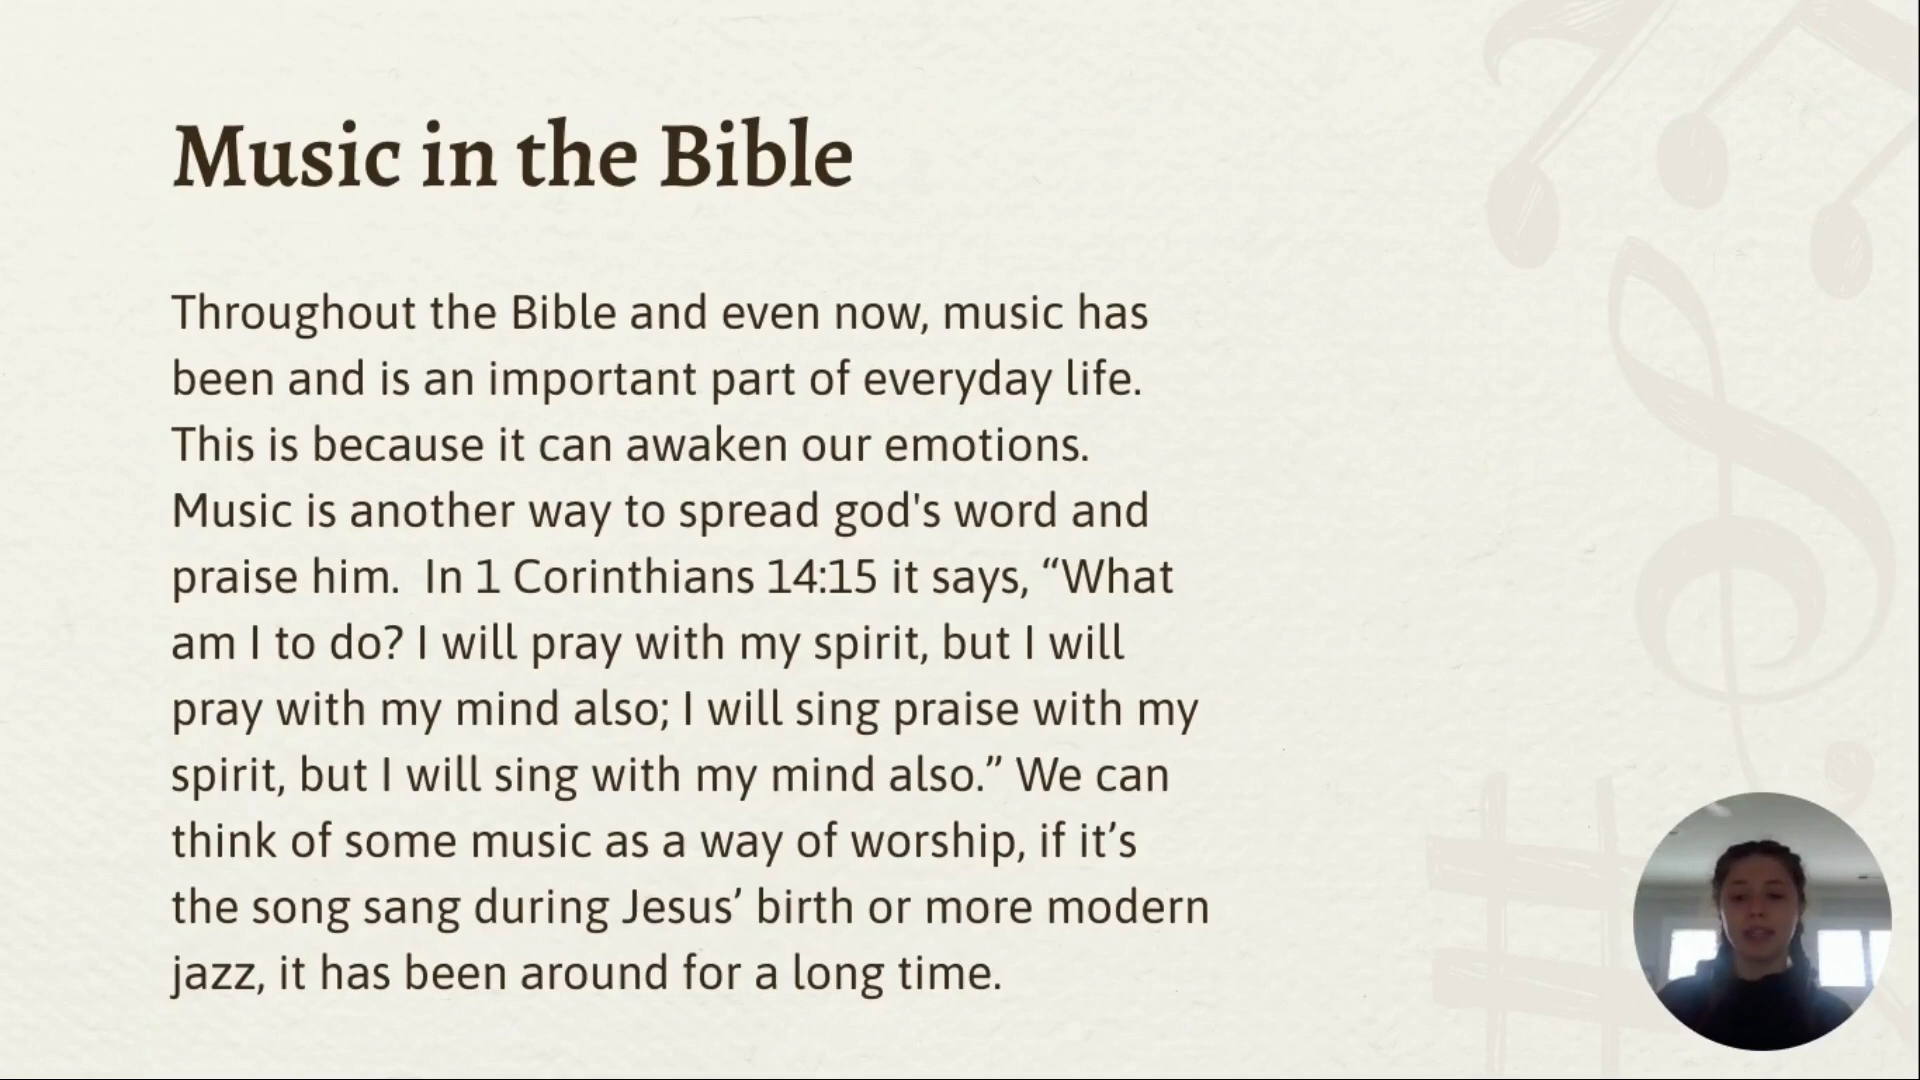 Music in the Bible
Throughout the Bible and even now, music has
been and is an important part of everyday life.
This is because it can awaken our emotions.
Music is another way to spread god's word and
praise him.  In 1 Corinthians 14:15 it says, “What
am I to do? I will pray with my spirit, but I will
pray with my mind also; I will sing praise with my
spirit, but I will sing with my mind also.” We can
think of some music as a way of worship, if it’s
the song sang during Jesus’ birth or more modern
jazz, it has been around for a long time.